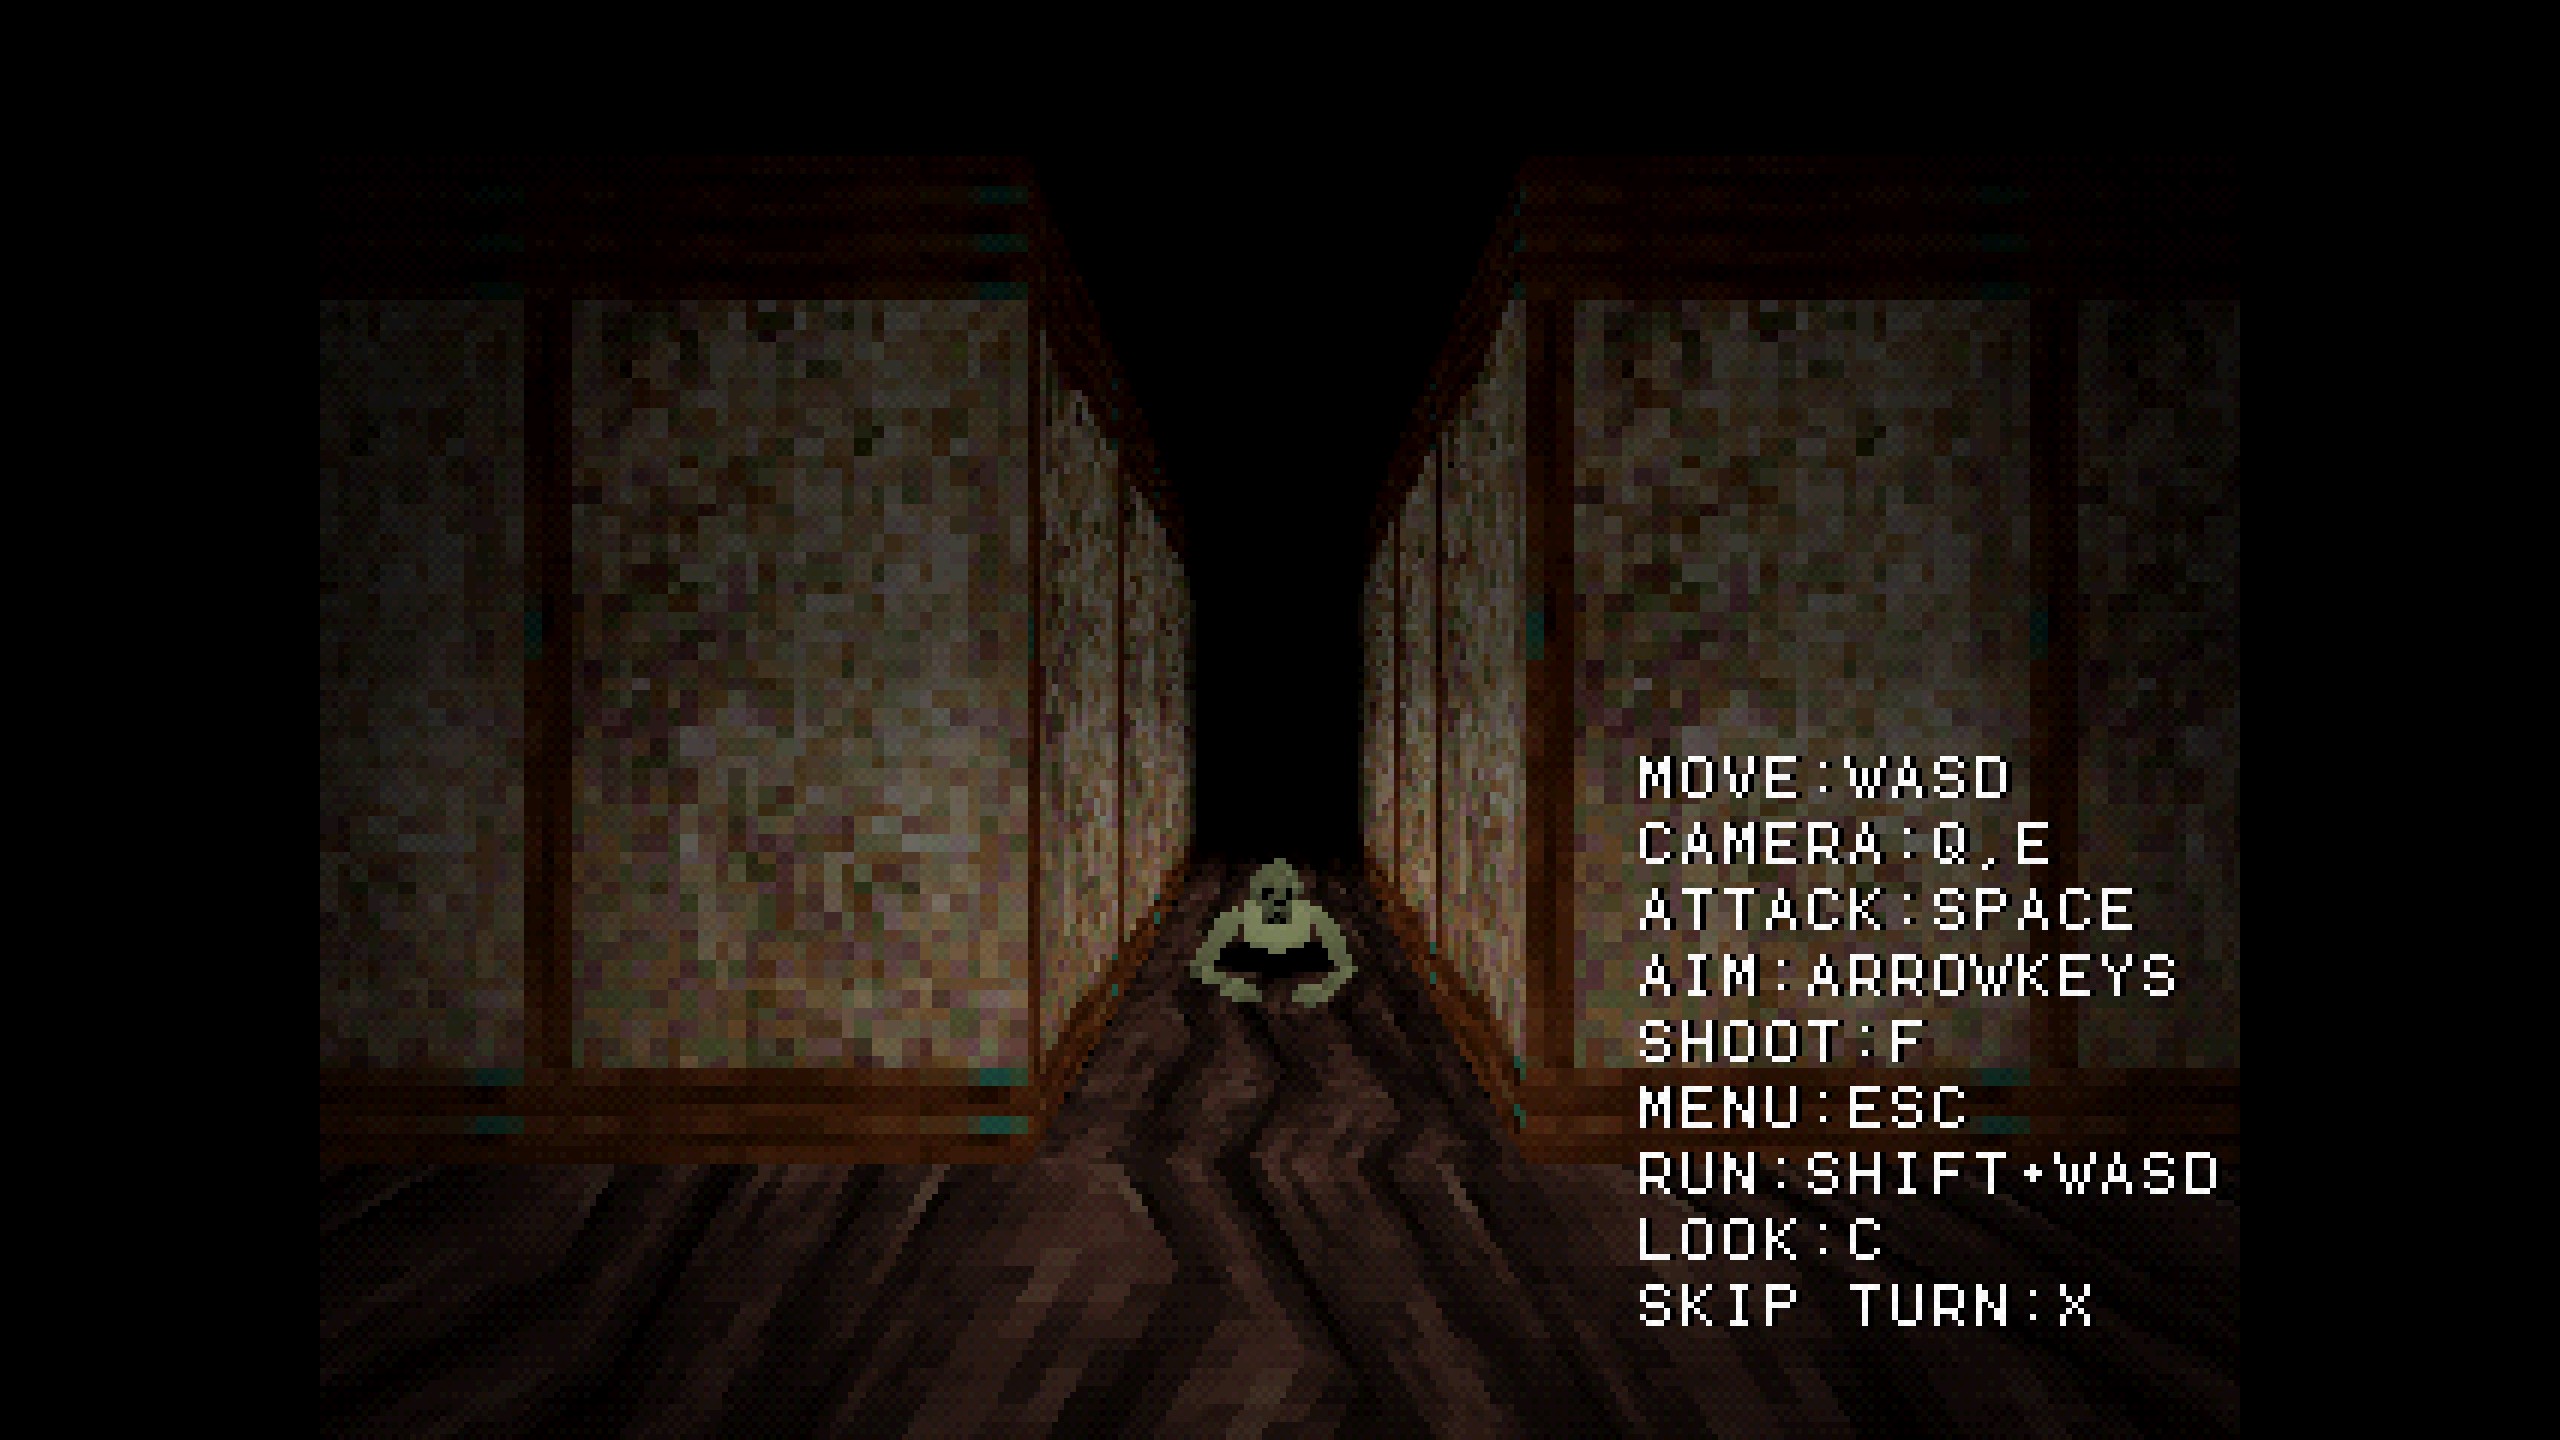 MOVE:WASD
CAMERA:Q,E
ATTACK:SPACE
AIM:ARROWKEYS
SHOOT:F
MENU:ESC
RUN:SHIFT+WASD
LOOK:C
SKIP TURN:X